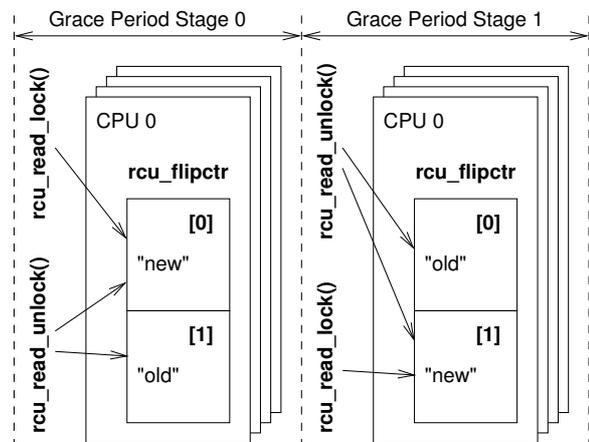 Grace Period Stage 0
Grace Period Stage 1
rcu_read_lock()
rcu_read_unlock()
CPU 0
rcu_flipctr
[0]
"new"
[1]
"old"
rcu_read_unlock()
rcu_read_lock()
CPU 0
rcu_flipctr
[0]
"old"
[1]
"new"